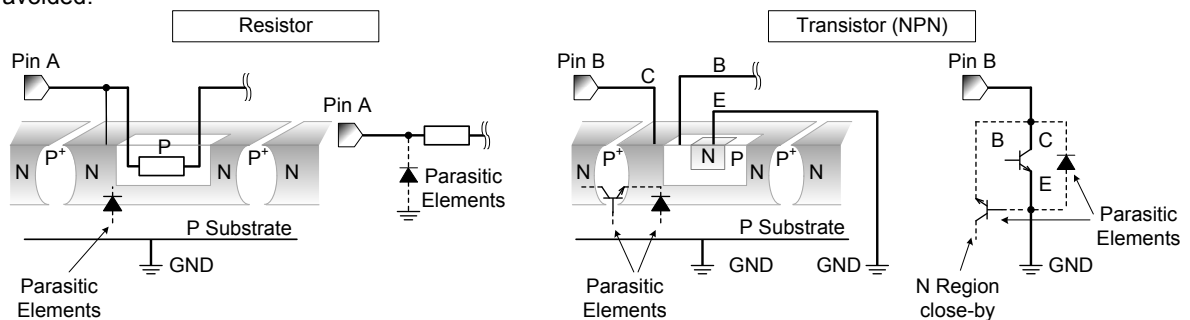 avoided.
Resistor
Transistor (NPN)
Pin A
Pin A
P
N
P+
N
N
P+
N
Parasitic
Elements
P Substrate
GND
Parasitic
Elements
Pin B
C
B
E
N
P+
N
N
P
N
P+
N
P Substrate
GND
GND
Parasitic
Elements
Pin B
B
C
E
Parasitic
Elements
GND
N Region
close-by